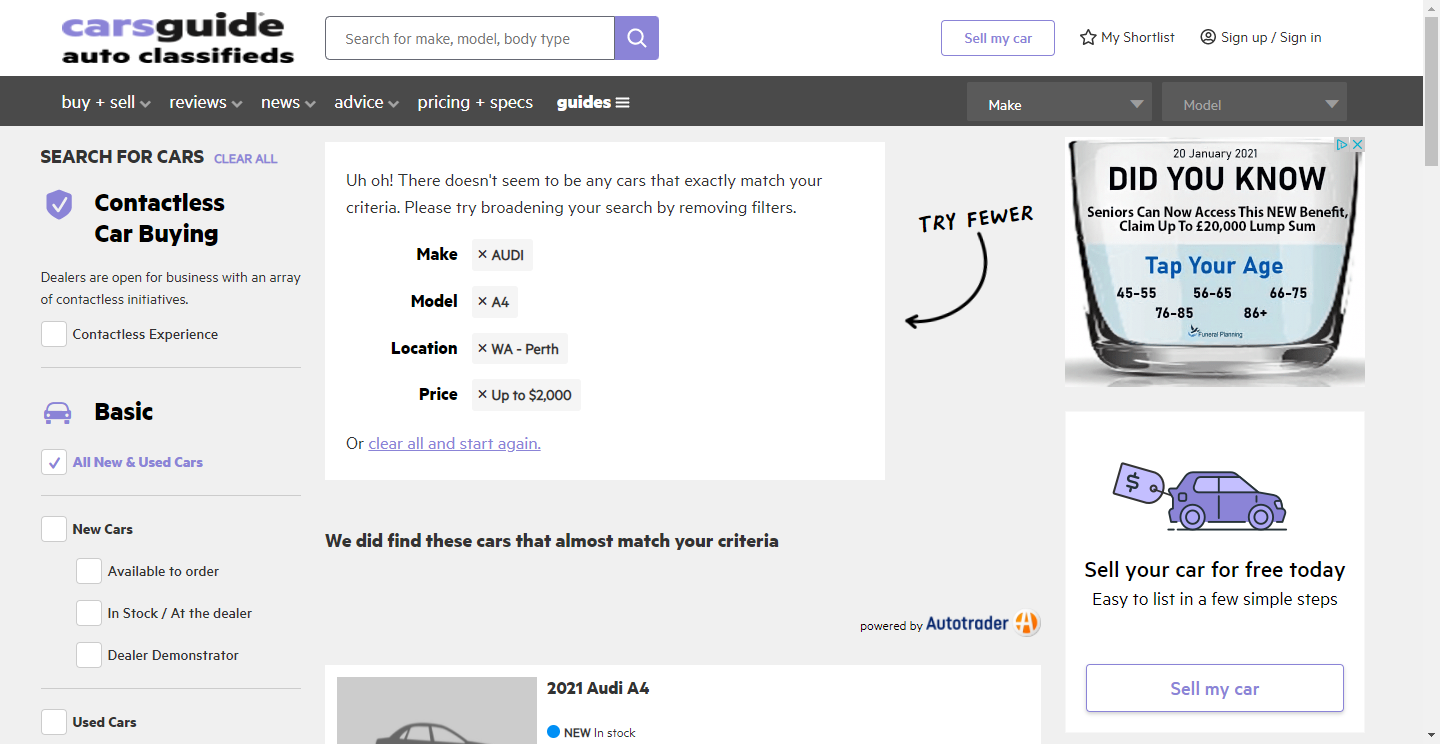 carsguide
auto classifieds
Search for make, model, body type
Sell my car
My Shortlist
Sign up / Sign in
buy + sell
reviews
news
advice
pricing + specs
guides
Make
Model
SEARCH FOR CARS CLEAR ALL
Contactless
Car Buying
Dealers are open for business with an array
of contactless initiatives.
Contactless Experience
Basic
All New & Used Cars
New Cars
Available to order
In Stock / At the dealer
Dealer Demonstrator
Used Cars
Uh oh! There doesn't seem to be any cars that exactly match your
criteria. Please try broadening your search by removing filters.
Make × AUDI
Model × A4
Location × WA - Perth
Price × Up to $2,000
Or clear all and start again.
TRY FEWER
We did find these cars that almost match your criteria
powered by Autotrader
2021 Audi A4
NEW In stock
20 January 2021
DID YOU KNOW
Seniors Can Now Access This NEW Benefit,
Claim Up To £20,000 Lump Sum
Tap Your Age
45-55 56-65 66-75
76-85 86+
Funeral Planning
$
Sell your car for free today
Easy to list in a few simple steps
Sell my car